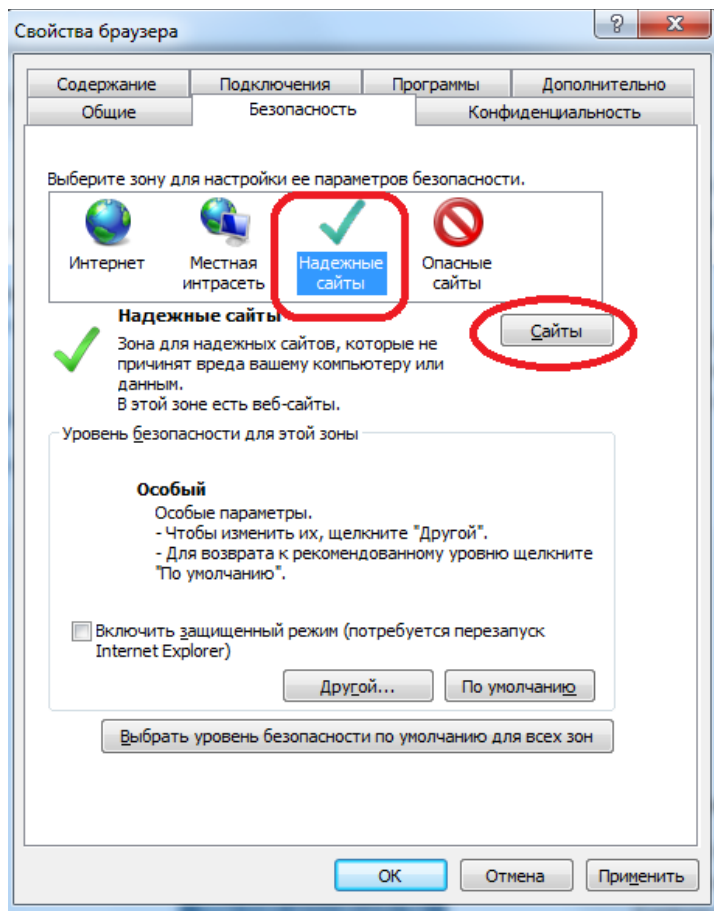 Свойства браузера
Содержание Подключения Программы Дополнительно
Общие Безопасность Конфиденциальность
Выберите зону для настройки ее параметров безопасности.
Интернет
Местная
интрасеть
Надежные
сайты
Опасные
сайты
Надежные сайты
Сайты
Зона для надежных сайтов, которые не
причинят вреда вашему компьютеру или
данным.
В этой зоне есть веб-сайты.
Уровень безопасности для этой зоны
Особый
Особые параметры.
- Чтобы изменить их, щелкните "Другой".
- Для возврата к рекомендованному уровню щелкните
"По умолчанию".
Включить защищенный режим (потребуется перезапуск
Internet Explorer)
Другой... По умолчанию
Выбрать уровень безопасности по умолчанию для всех зон
OK Отмена Применить